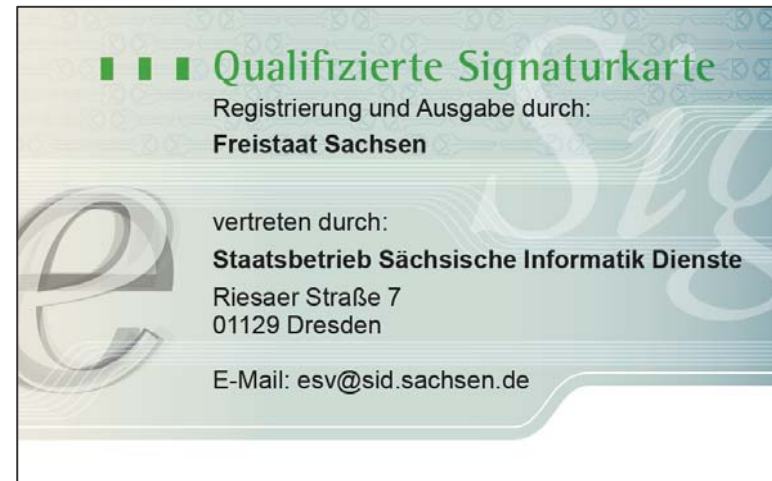 Qualifizierte Signaturkarte
Registrierung und Ausgabe durch:
Freistaat Sachsen
vertreten durch:
Staatsbetrieb Sächsische Informatik Dienste
Riesaer Straße 7
01129 Dresden
E-Mail: esv@sid.sachsen.de
e
Sig